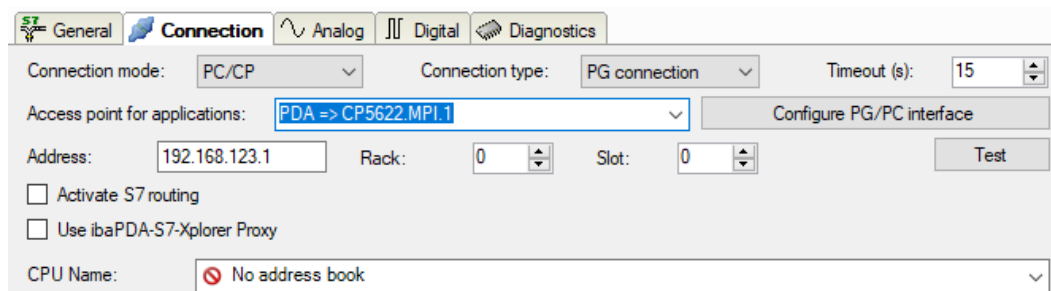 S7 General Connection Analog Digital Diagnostics
Connection mode: PC/CP Connection type: PG connection Timeout (s): 15
Access point for applications: PDA => CP5622.MPI.1 Configure PG/PC interface
Address: 192.168.123.1 Rack: 0 Slot: 0 Test
Activate S7 routing
Use ibaPDA-S7-Xplorer Proxy
CPU Name: No address book